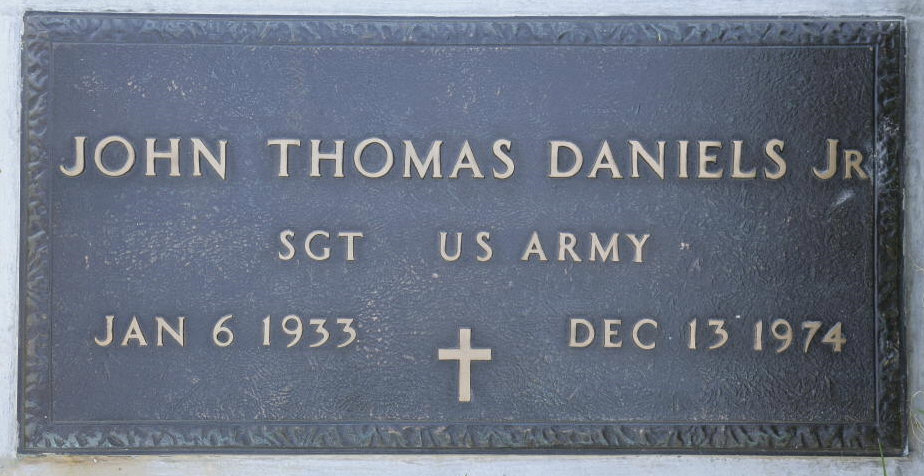 JOHN THOMAS DANIELS JR
SGT US ARMY
JAN 6 1933 DEC 13 1974